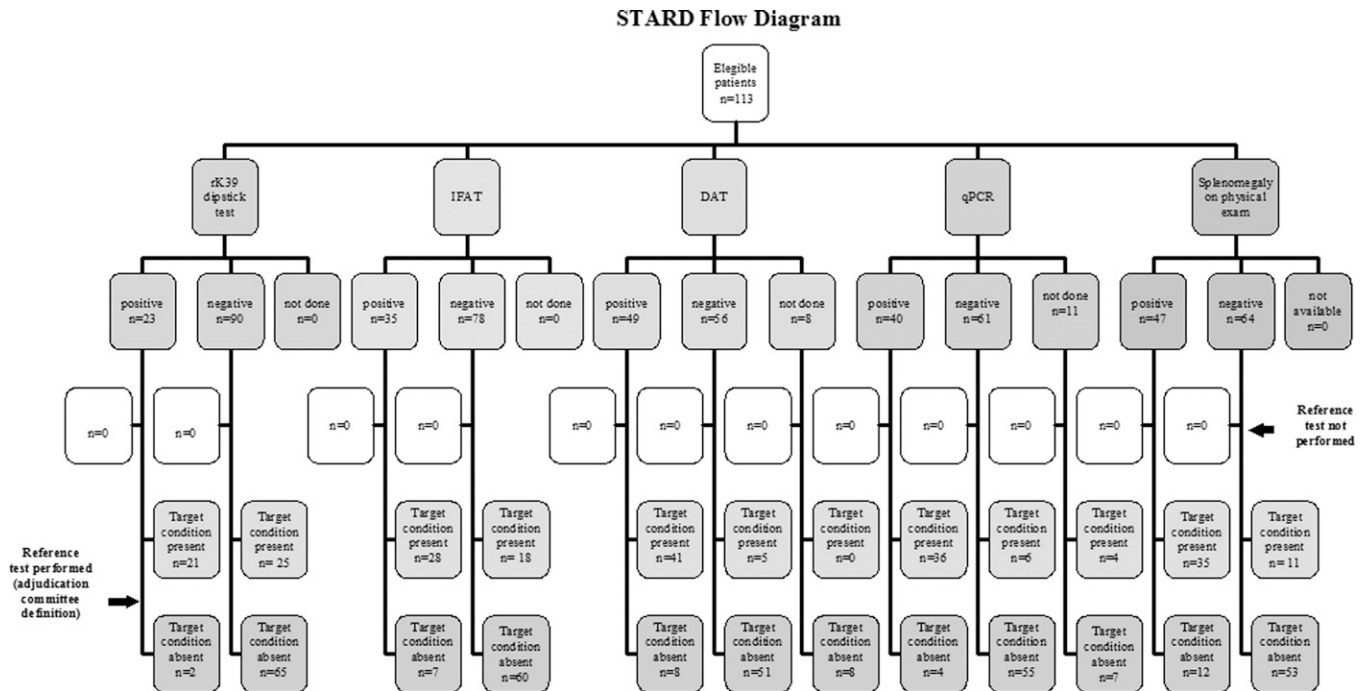 STARD Flow Diagram
Elegible
patients
n=113
rK39
dipstick
test
IFAT
DAT
qPCR
Splenomegaly
on physical
exam
positive
n=23
negative
n=90
not done
n=0
positive
n=35
negative
n=78
not done
n=0
positive
n=49
negative
n=56
not done
n=8
positive
n=40
negative
n=61
not done
n=11
positive
n=47
negative
n=64
not
available
n=0
n=0
n=0
n=0
n=0
n=0
n=0
n=0
n=0
n=0
n=0
n=0
n=0
Reference
test not
performed
Target
condition
present
n=21
Target
condition
present
n= 25
Target
condition
present
n=28
Target
condition
present
n= 18
Target
condition
present
n=41
Target
condition
present
n=5
Target
condition
present
n=0
Target
condition
present
n=36
Target
condition
present
n=6
Target
condition
present
n=4
Target
condition
present
n=35
Target
condition
present
n= 11
Reference
test performed
(adjudication
committee
definition)
Target
condition
absent
n=2
Target
condition
absent
n=65
Target
condition
absent
n=7
Target
condition
absent
n=60
Target
condition
absent
n=8
Target
condition
absent
n=51
Target
condition
absent
n=8
Target
condition
absent
n=4
Target
condition
absent
n=55
Target
condition
absent
n=7
Target
condition
absent
n=12
Target
condition
absent
n=53